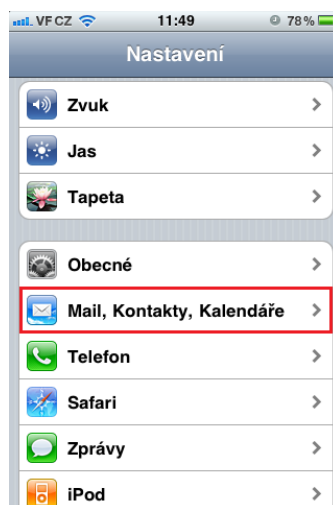 VF CZ 11:49 78%
Nastavení
Zvuk
Jas
Tapeta
Obecné
Mail, Kontakty, Kalendáře
Telefon
Safari
Zprávy
iPod